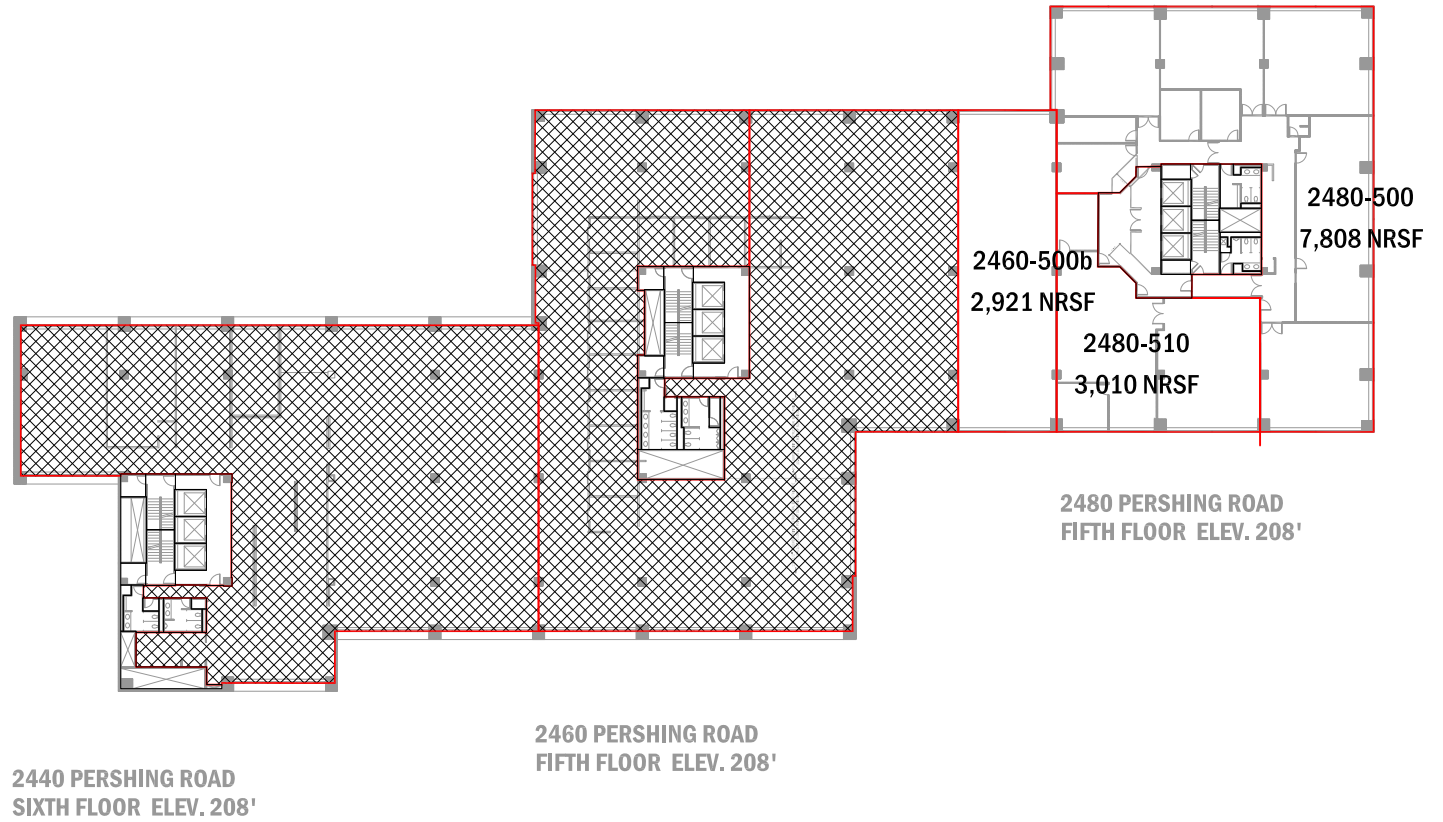 2480-500
7,808 NRSF
2460-500b
2,921 NRSF
2480-510
3,010 NRSF
2480 PERSHING ROAD
FIFTH FLOOR ELEV. 208'
2460 PERSHING ROAD
FIFTH FLOOR ELEV. 208'
2440 PERSHING ROAD
SIXTH FLOOR ELEV. 208'